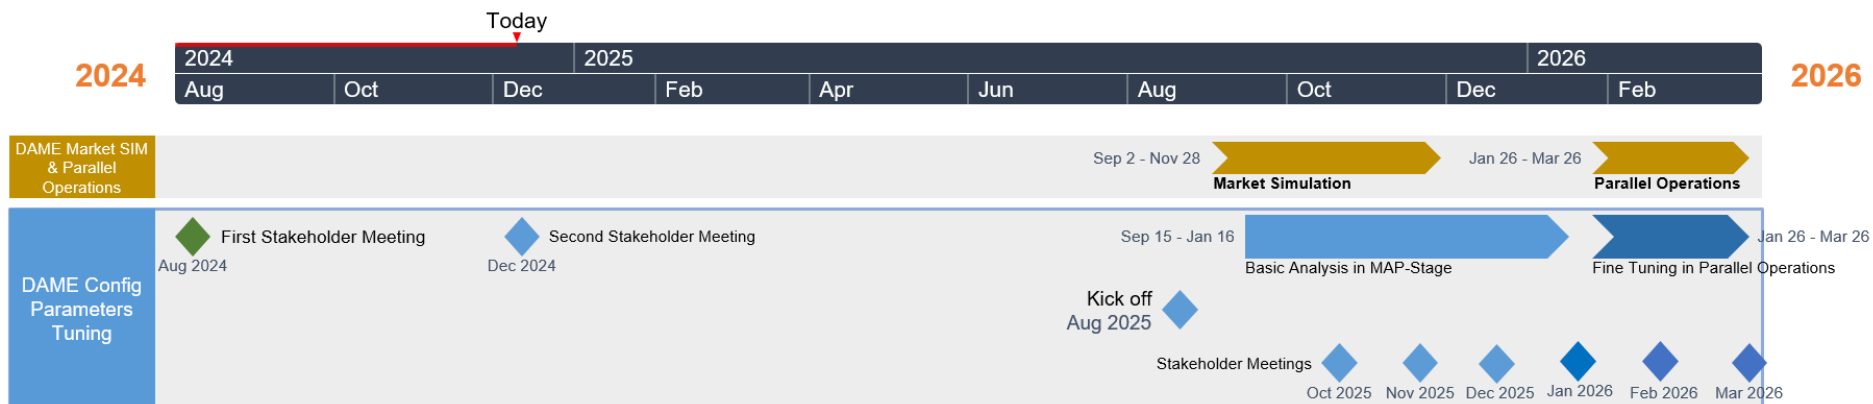 Today
2024
2024
2025
2026
2026
Aug
Oct
Dec
Feb
Apr
Jun
Aug
Oct
Dec
Feb
DAME Market SIM
& Parallel
Operations
Sep 2 - Nov 28
Market Simulation
Jan 26 - Mar 26
Parallel Operations
DAME Config
Parameters
Tuning
First Stakeholder Meeting
Aug 2024
Second Stakeholder Meeting
Dec 2024
Sep 15 - Jan 16
Basic Analysis in MAP-Stage
Jan 26 - Mar 26
Fine Tuning in Parallel Operations
Kick off
Aug 2025
Stakeholder Meetings
Oct 2025
Nov 2025
Dec 2025
Jan 2026
Feb 2026
Mar 2026